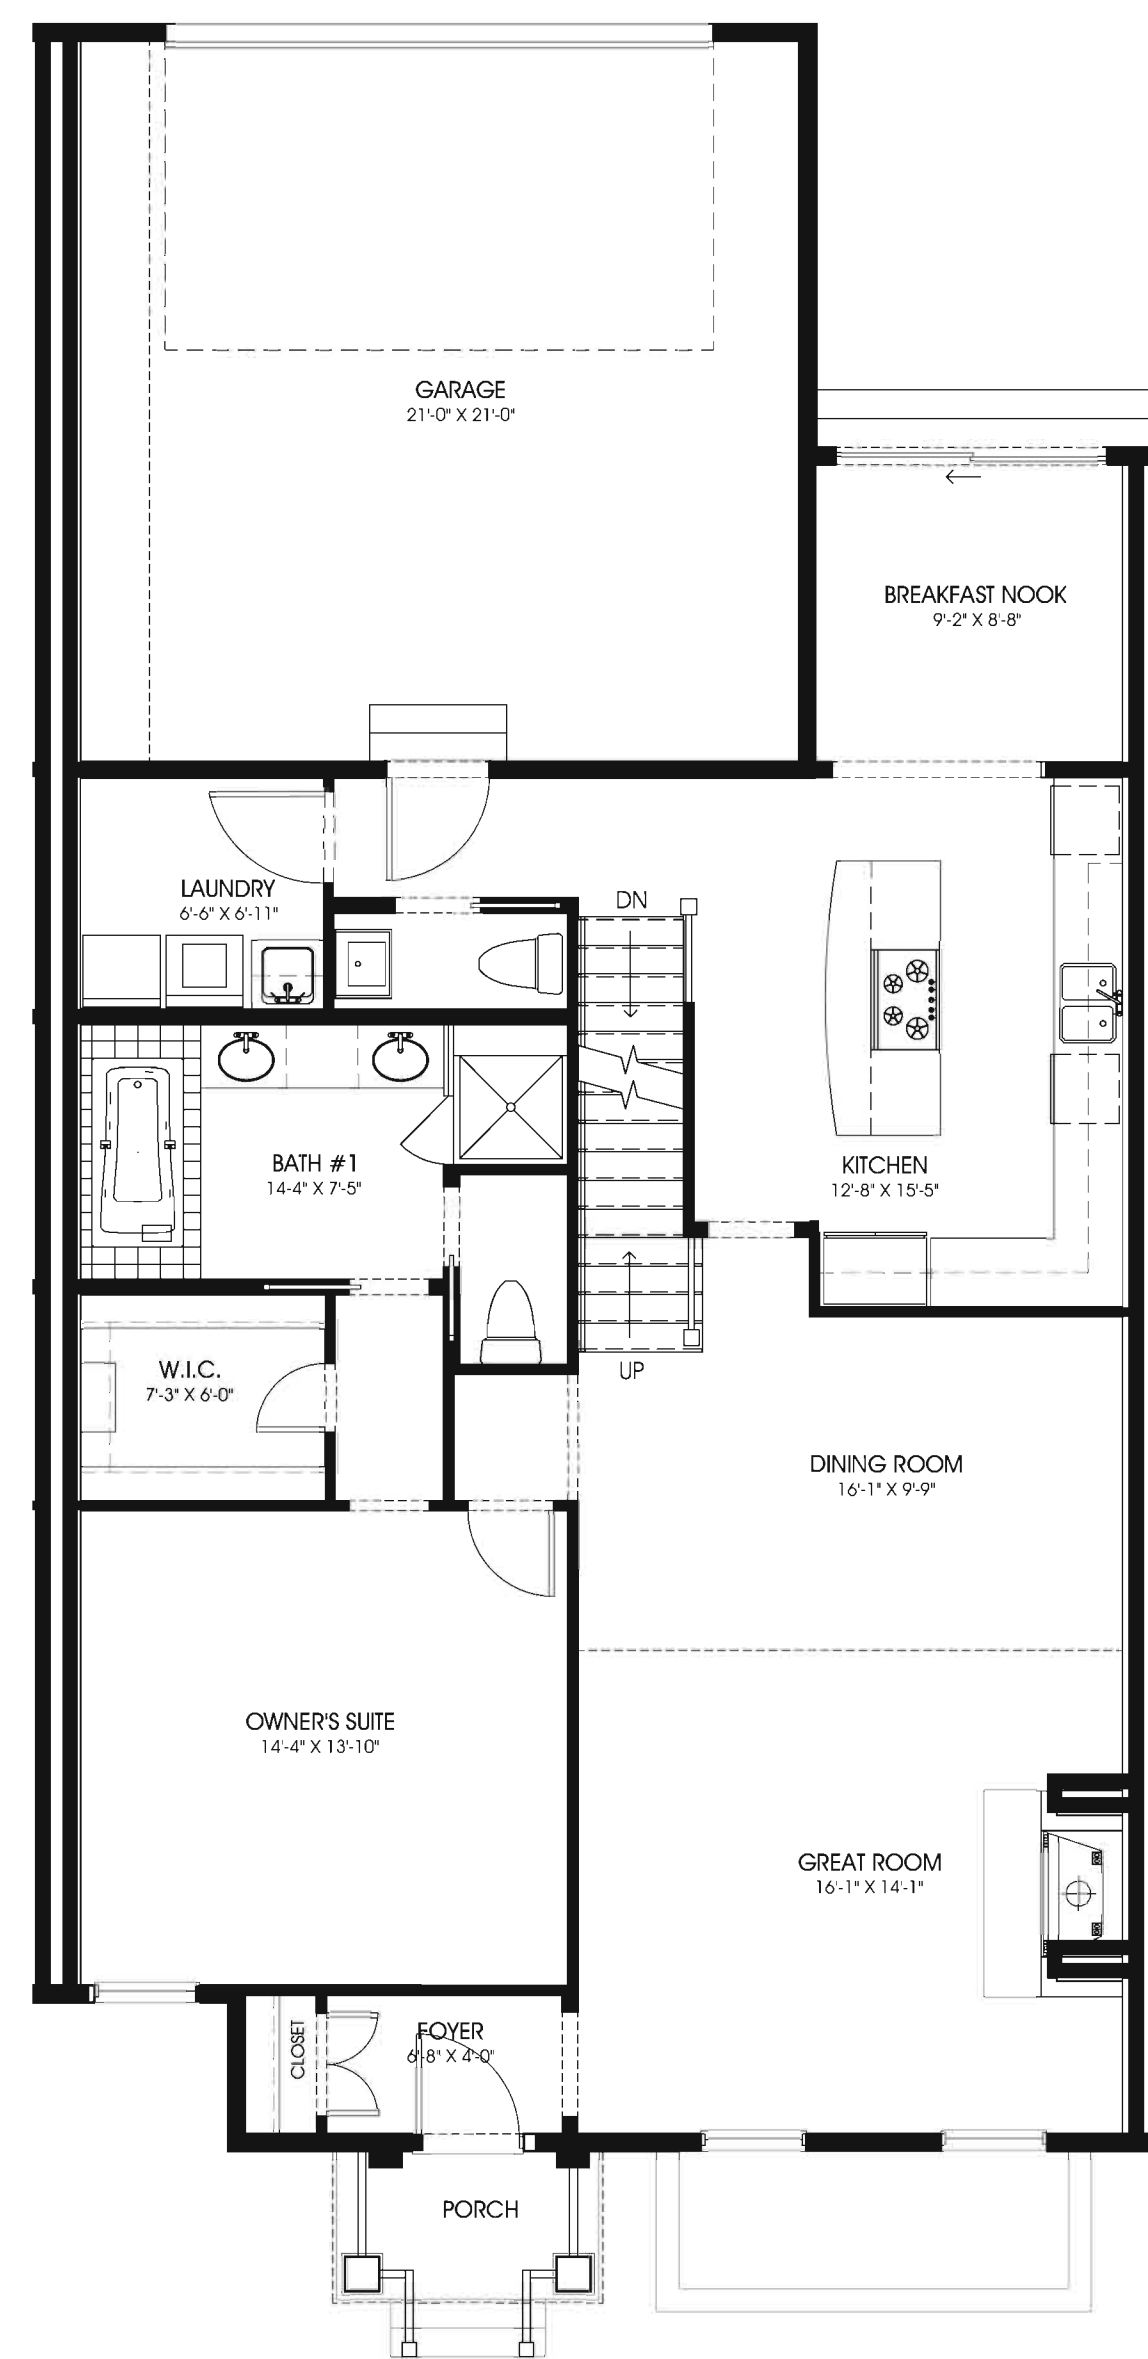 GARAGE
21'-0" X 21'-0"
BREAKFAST NOOK
9'-2" X 8'-8"
LAUNDRY
6'-6" X 6'-11"
DN
BATH #1
14-4" X 7'-5"
KITCHEN
12'-8" X 15'-5"
W.I.C.
7'-3" X 6'-0"
UP
DINING ROOM
16'-1" X 9'-9"
OWNER'S SUITE
14'-4" X 13'-10"
GREAT ROOM
16'-1" X 14'-1"
CLOSET
FOYER
6'-8" X 4'-0"
PORCH